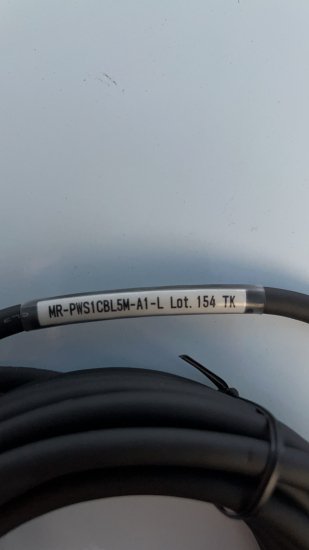 MR-PWS1CBL5M-A1-L Lot. 154 TK